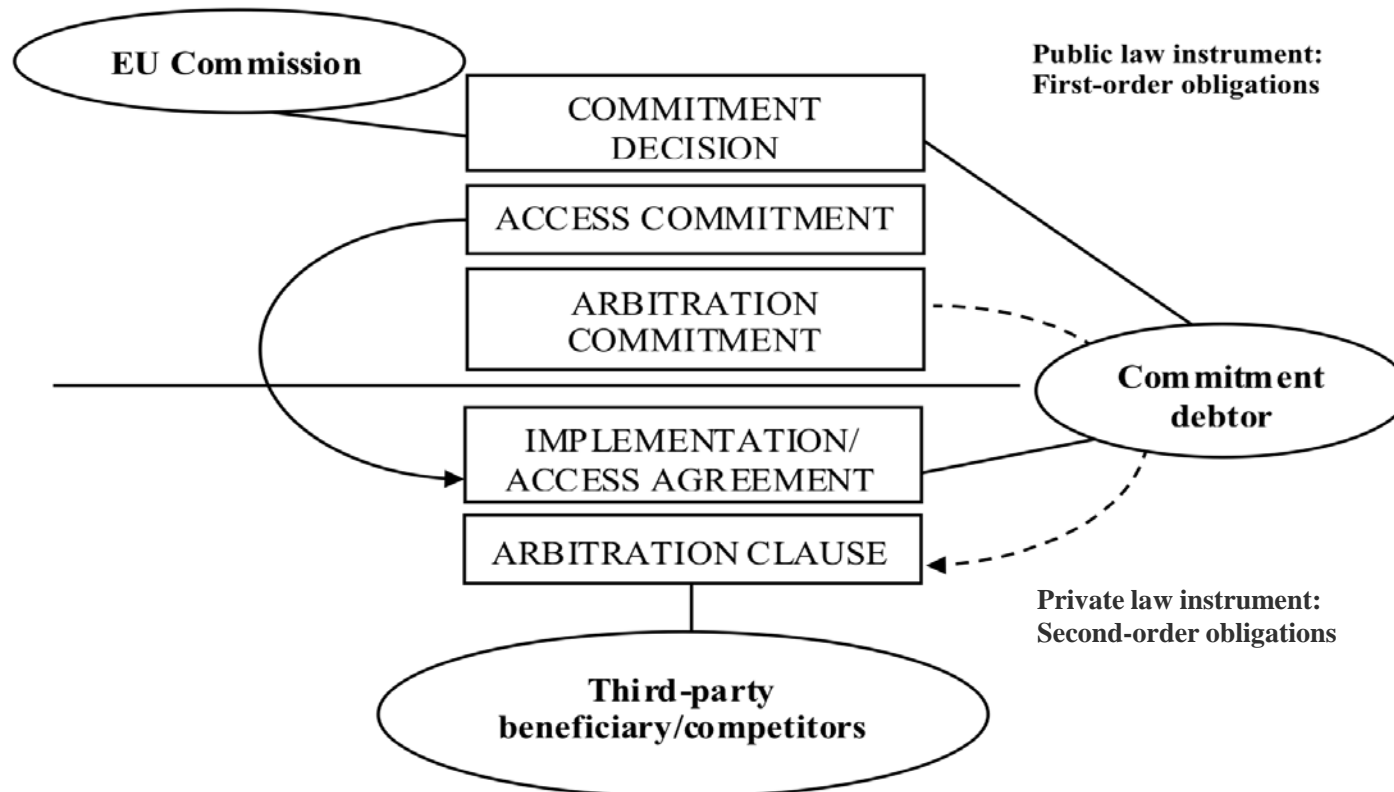 EU Commission
Public law instrument:
First-order obligations
COMMITMENT
DECISION
ACCESS COMMITMENT
ARBITRATION
COMMITMENT
Commitment
debtor
IMPLEMENTATION/
ACCESS AGREEMENT
ARBITRATION CLAUSE
Private law instrument:
Second-order obligations
Third-party
beneficiary/competitors